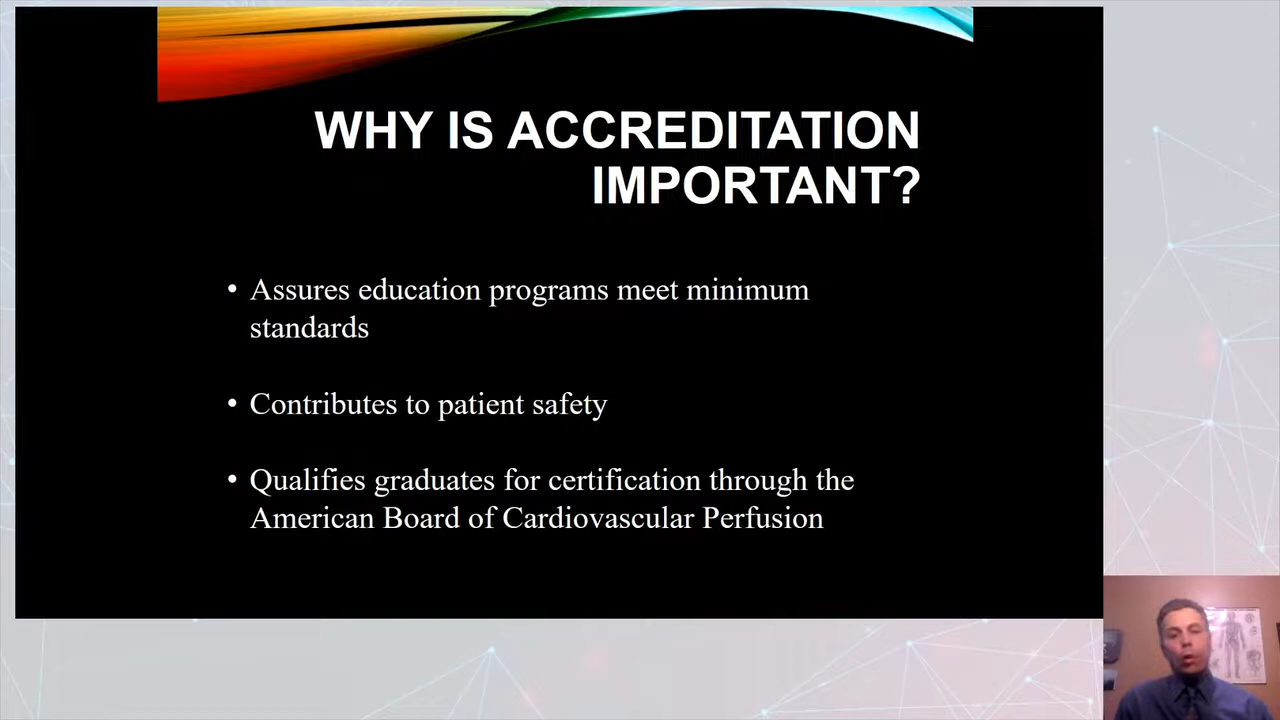 WHY IS ACCREDITATION
IMPORTANT?
• Assures education programs meet minimum
standards
• Contributes to patient safety
• Qualifies graduates for certification through the
American Board of Cardiovascular Perfusion